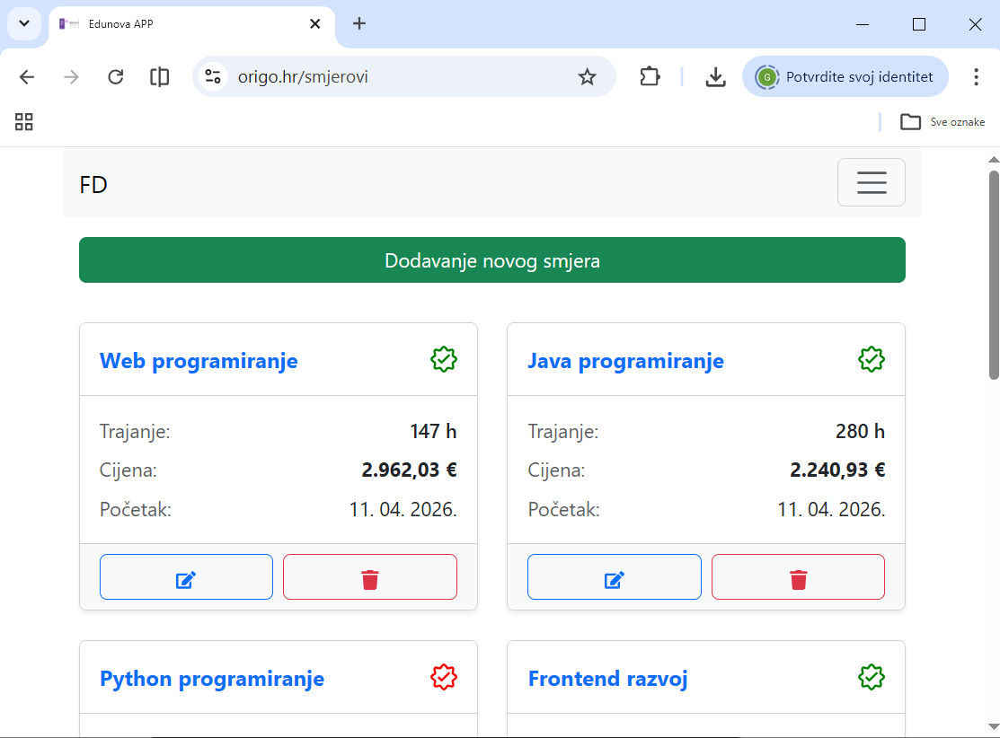 Edunova APP
origo.hr/smjerovi
G
Potvrdite svoj identitet
Sve oznake
FD
Dodavanje novog smjera
Web programiranje
Trajanje: 147 h
Cijena: 2.962,03 €
Početak: 11. 04. 2026.
Java programiranje
Trajanje: 280 h
Cijena: 2.240,93 €
Početak: 11. 04. 2026.
Python programiranje
Frontend razvoj